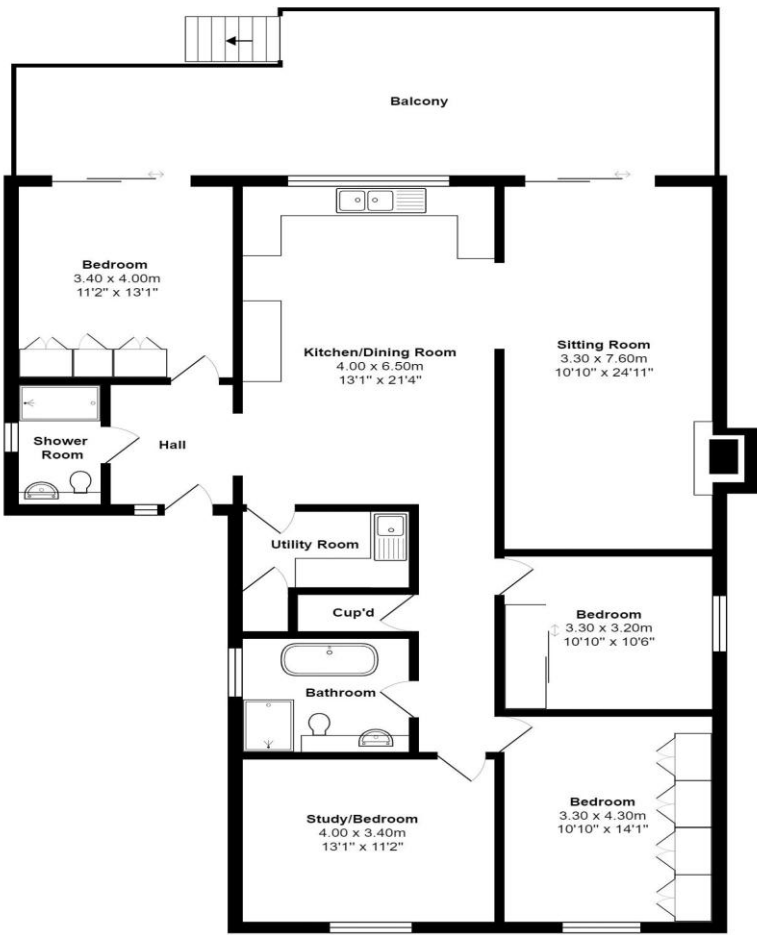 Balcony
Bedroom
3.40 x 4.00m
11'2" x 13'1"
Kitchen/Dining Room
4.00 x 6.50m
13'1" x 21'4"
Sitting Room
3.30 x 7.60m
10'10" x 24'11"
Shower
Room
Hall
Utility Room
Cup'd
Bedroom
3.30 x 3.20m
10'10" x 10'6"
Bathroom
Study/Bedroom
4.00 x 3.40m
13'1" x 11'2"
Bedroom
3.30 x 4.30m
10'10" x 14'1"